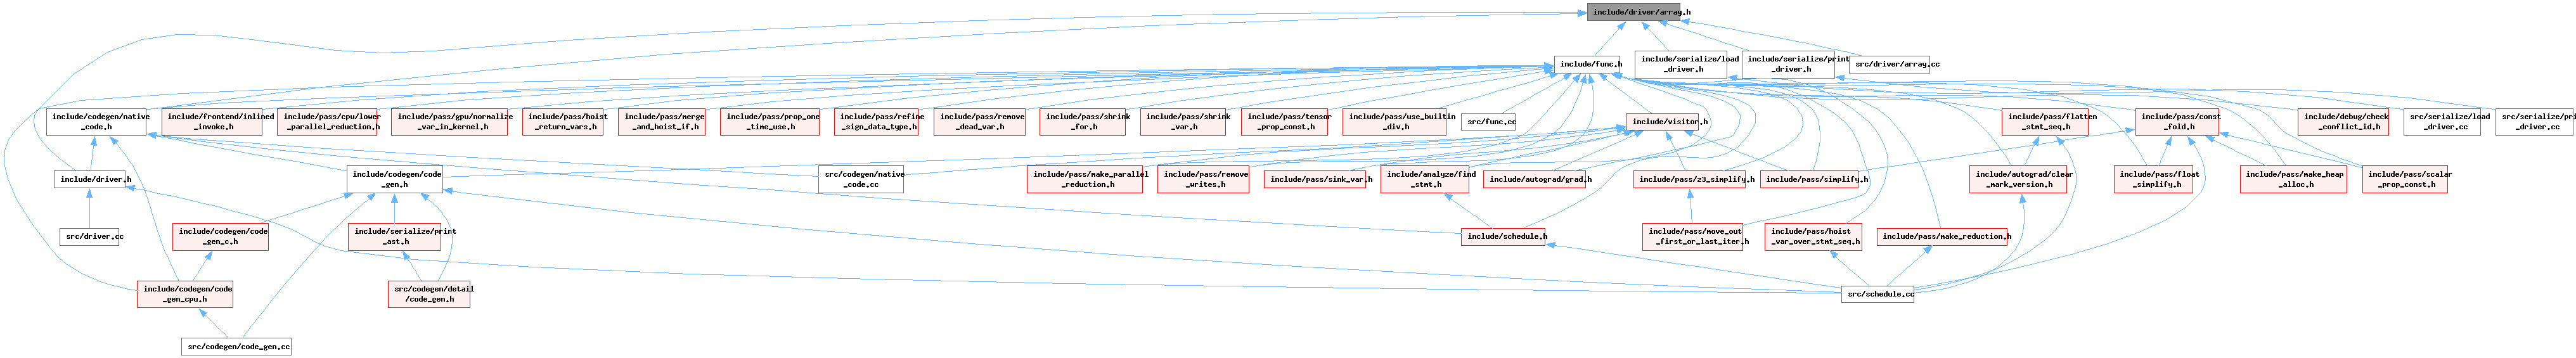 include/driver/array.h
include/func.h
include/serialize/load
_driver.h
include/serialize/print
_driver.h
src/driver/array.cc
include/codegen/native
_code.h
include/frontend/inlined
_invoke.h
include/pass/cpu/lower
_parallel_reduction.h
include/pass/gpu/normalize
_var_in_kernel.h
include/pass/hoist
_return_vars.h
include/pass/merge
_and_hoist_if.h
include/pass/prop_one
_time_use.h
include/pass/refine
_sign_data_type.h
include/pass/remove
_dead_var.h
include/pass/shrink
_for.h
include/pass/shrink
_var.h
include/pass/tensor
_prop_const.h
include/pass/use_builtin
_div.h
src/func.cc
include/visitor.h
include/pass/flatten
_stmt_seq.h
include/pass/const
_fold.h
include/debug/check
_conflict_id.h
src/serialize/load
_driver.cc
src/serialize/pri
_driver.cc
include/driver.h
include/codegen/code
_gen.h
src/codegen/native
_code.cc
include/pass/make_parallel
_reduction.h
include/pass/remove
_writes.h
include/pass/sink_var.h
include/analyze/find
_stmt.h
include/autograd/grad.h
include/pass/z3_simplify.h
include/pass/simplify.h
include/autograd/clear
_mark_version.h
include/pass/float
_simplify.h
include/pass/make_heap
_alloc.h
include/pass/scalar
_prop_const.h
src/driver.cc
include/codegen/code
_gen_c.h
include/serialize/print
_ast.h
include/schedule.h
include/pass/move_out
_first_or_last_iter.h
include/pass/hoist
_var_over_stmt_seq.h
include/pass/make_reduction.h
include/codegen/code
_gen_cpu.h
src/codegen/detail
/code_gen.h
src/schedule.cc
src/codegen/code_gen.cc